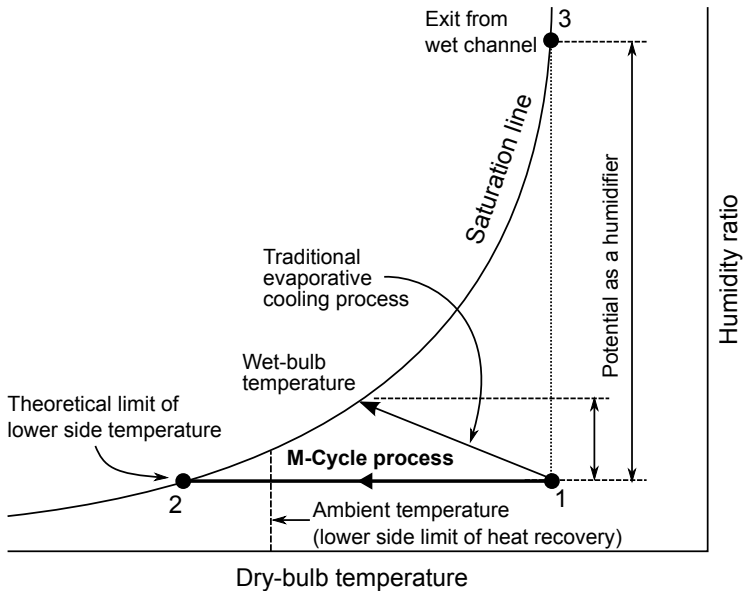 Exit from
wet channel
3
Saturation line
Potential as a humidifier
Humidity ratio
Traditional
evaporative
cooling process
Wet-bulb
temperature
Theoretical limit of
lower side temperature
M-Cycle process
2
1
Ambient temperature
(lower side limit of heat recovery)
Dry-bulb temperature